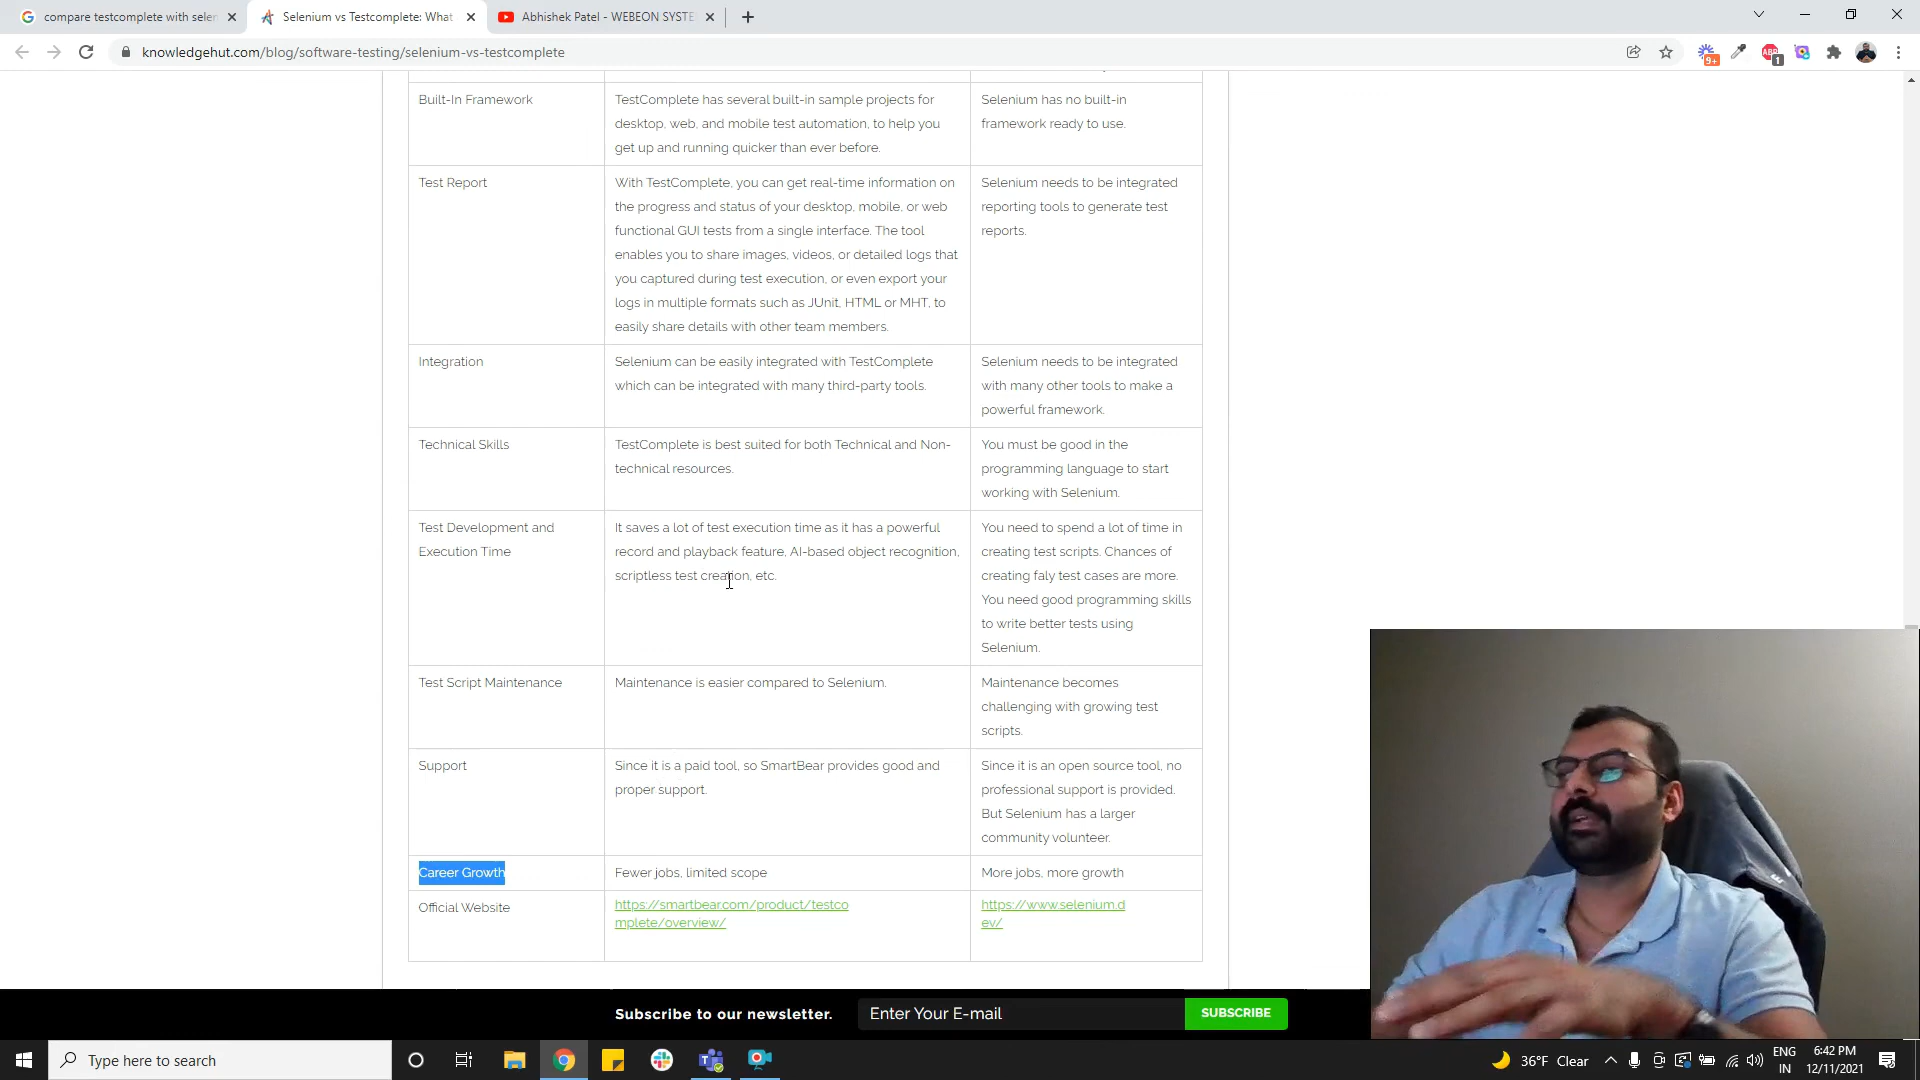 compare testcomplete with selen
Selenium vs Testcomplete: What
Abhishek Patel - WEBEON SYSTE
knowledgehut.com/blog/software-testing/selenium-vs-testcomplete
9+
ABP
1
Built-In Framework
TestComplete has several built-in sample projects for
desktop, web, and mobile test automation, to help you
get up and running quicker than ever before.
Selenium has no built-in
framework ready to use.
Test Report
With TestComplete, you can get real-time information on
the progress and status of your desktop, mobile, or web
functional GUI tests from a single interface. The tool
enables you to share images, videos, or detailed logs that
you captured during test execution, or even export your
logs in multiple formats such as JUnit, HTML or MHT, to
easily share details with other team members.
Selenium needs to be integrated
reporting tools to generate test
reports.
Integration
Selenium can be easily integrated with TestComplete
which can be integrated with many third-party tools.
Selenium needs to be integrated
with many other tools to make a
powerful framework.
Technical Skills
TestComplete is best suited for both Technical and Non-
technical resources.
You must be good in the
programming language to start
working with Selenium.
Test Development and
Execution Time
It saves a lot of test execution time as it has a powerful
record and playback feature, AI-based object recognition,
scriptless test creation, etc.
You need to spend a lot of time in
creating test scripts. Chances of
creating faly test cases are more.
You need good programming skills
to write better tests using
Selenium.
Test Script Maintenance
Maintenance is easier compared to Selenium.
Maintenance becomes
challenging with growing test
scripts.
Support
Since it is a paid tool, so SmartBear provides good and
proper support.
Since it is an open source tool, no
professional support is provided.
But Selenium has a larger
community volunteer.
Career Growth
Fewer jobs, limited scope
More jobs, more growth
Official Website
https://smartbear.com/product/testco
mplete/overview/
https://www.selenium.d
ev/
Subscribe to our newsletter.
Enter Your E-mail
SUBSCRIBE
Type here to search
36°F Clear
ENG
IN
6:42 PM
12/11/2021